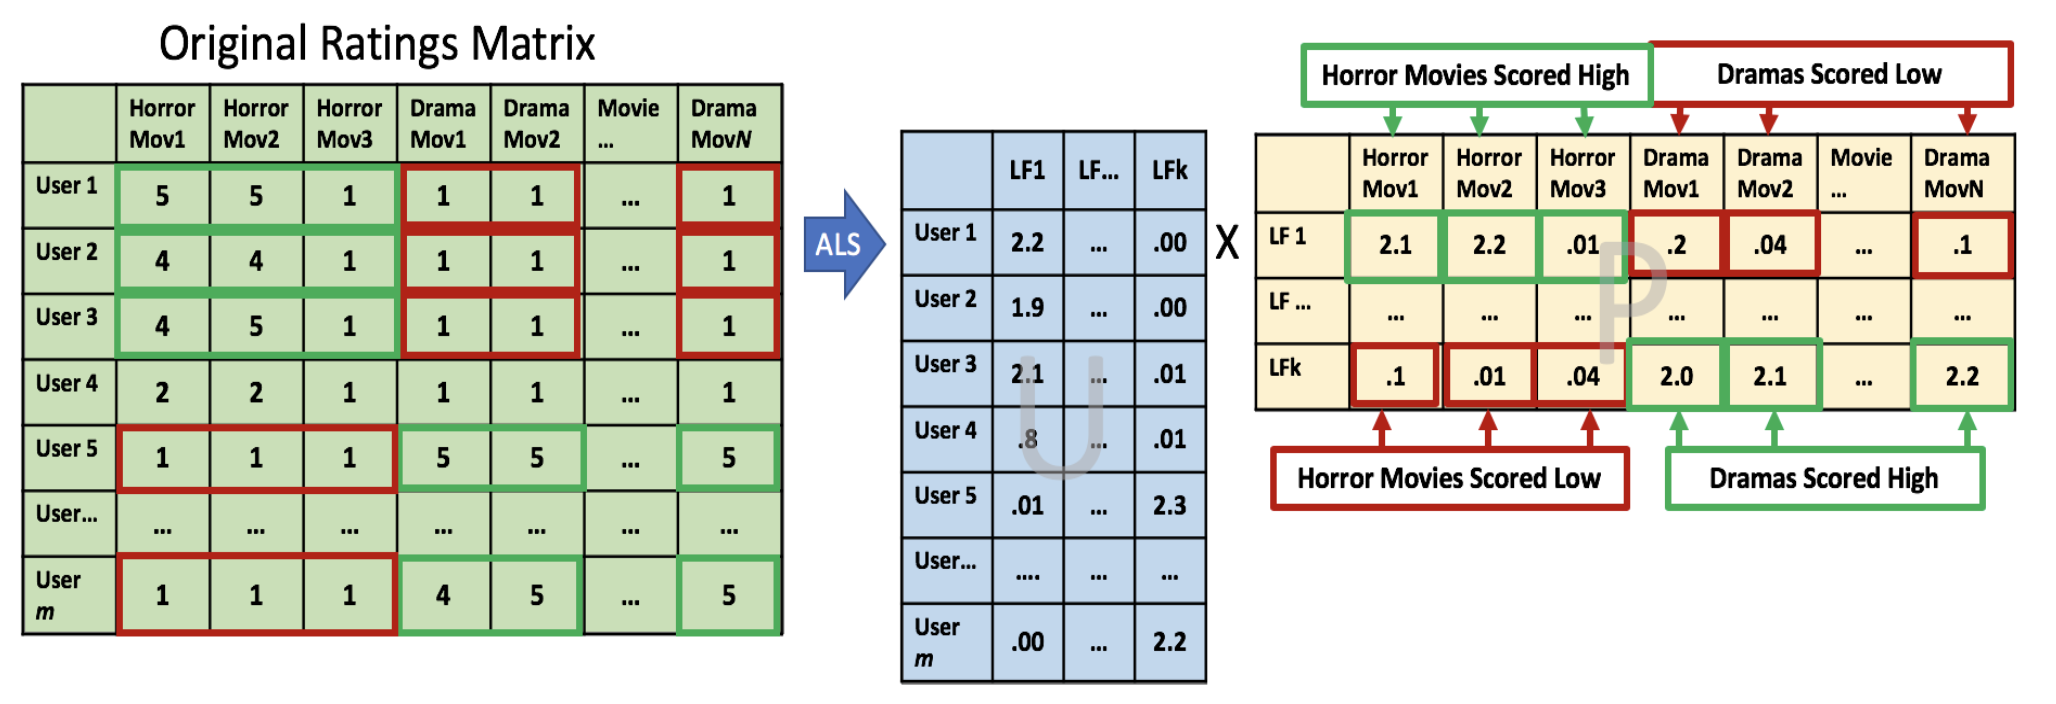 Original Ratings Matrix
Horror Mov1 Horror Mov2 Horror Mov3 Drama Mov1 Drama Mov2 Movie ... Drama MovN
User 1 5 5 1 1 1 ... 1
User 2 4 4 1 1 1 ... 1
User 3 4 5 1 1 1 ... 1
User 4 2 2 1 1 1 ... 1
User 5 1 1 1 5 5 ... 5
User... ... ... ... ... ... ... ...
User m 1 1 1 4 5 ... 5
ALS
LF1 LF... LFk
User 1 2.2 ... .00
User 2 1.9 ... .00
User 3 2.1 ... .01
User 4 .8 ... .01
User 5 .01 ... 2.3
User... .... ... ...
User m .00 ... 2.2
U
X
Horror Movies Scored High Dramas Scored Low
Horror Mov1 Horror Mov2 Horror Mov3 Drama Mov1 Drama Mov2 Movie ... Drama MovN
LF 1 2.1 2.2 .01 .2 .04 ... .1
LF ... ... ... ... ... ... ...
LFk .1 .01 .04 2.0 2.1 ... 2.2
P
Horror Movies Scored Low Dramas Scored High